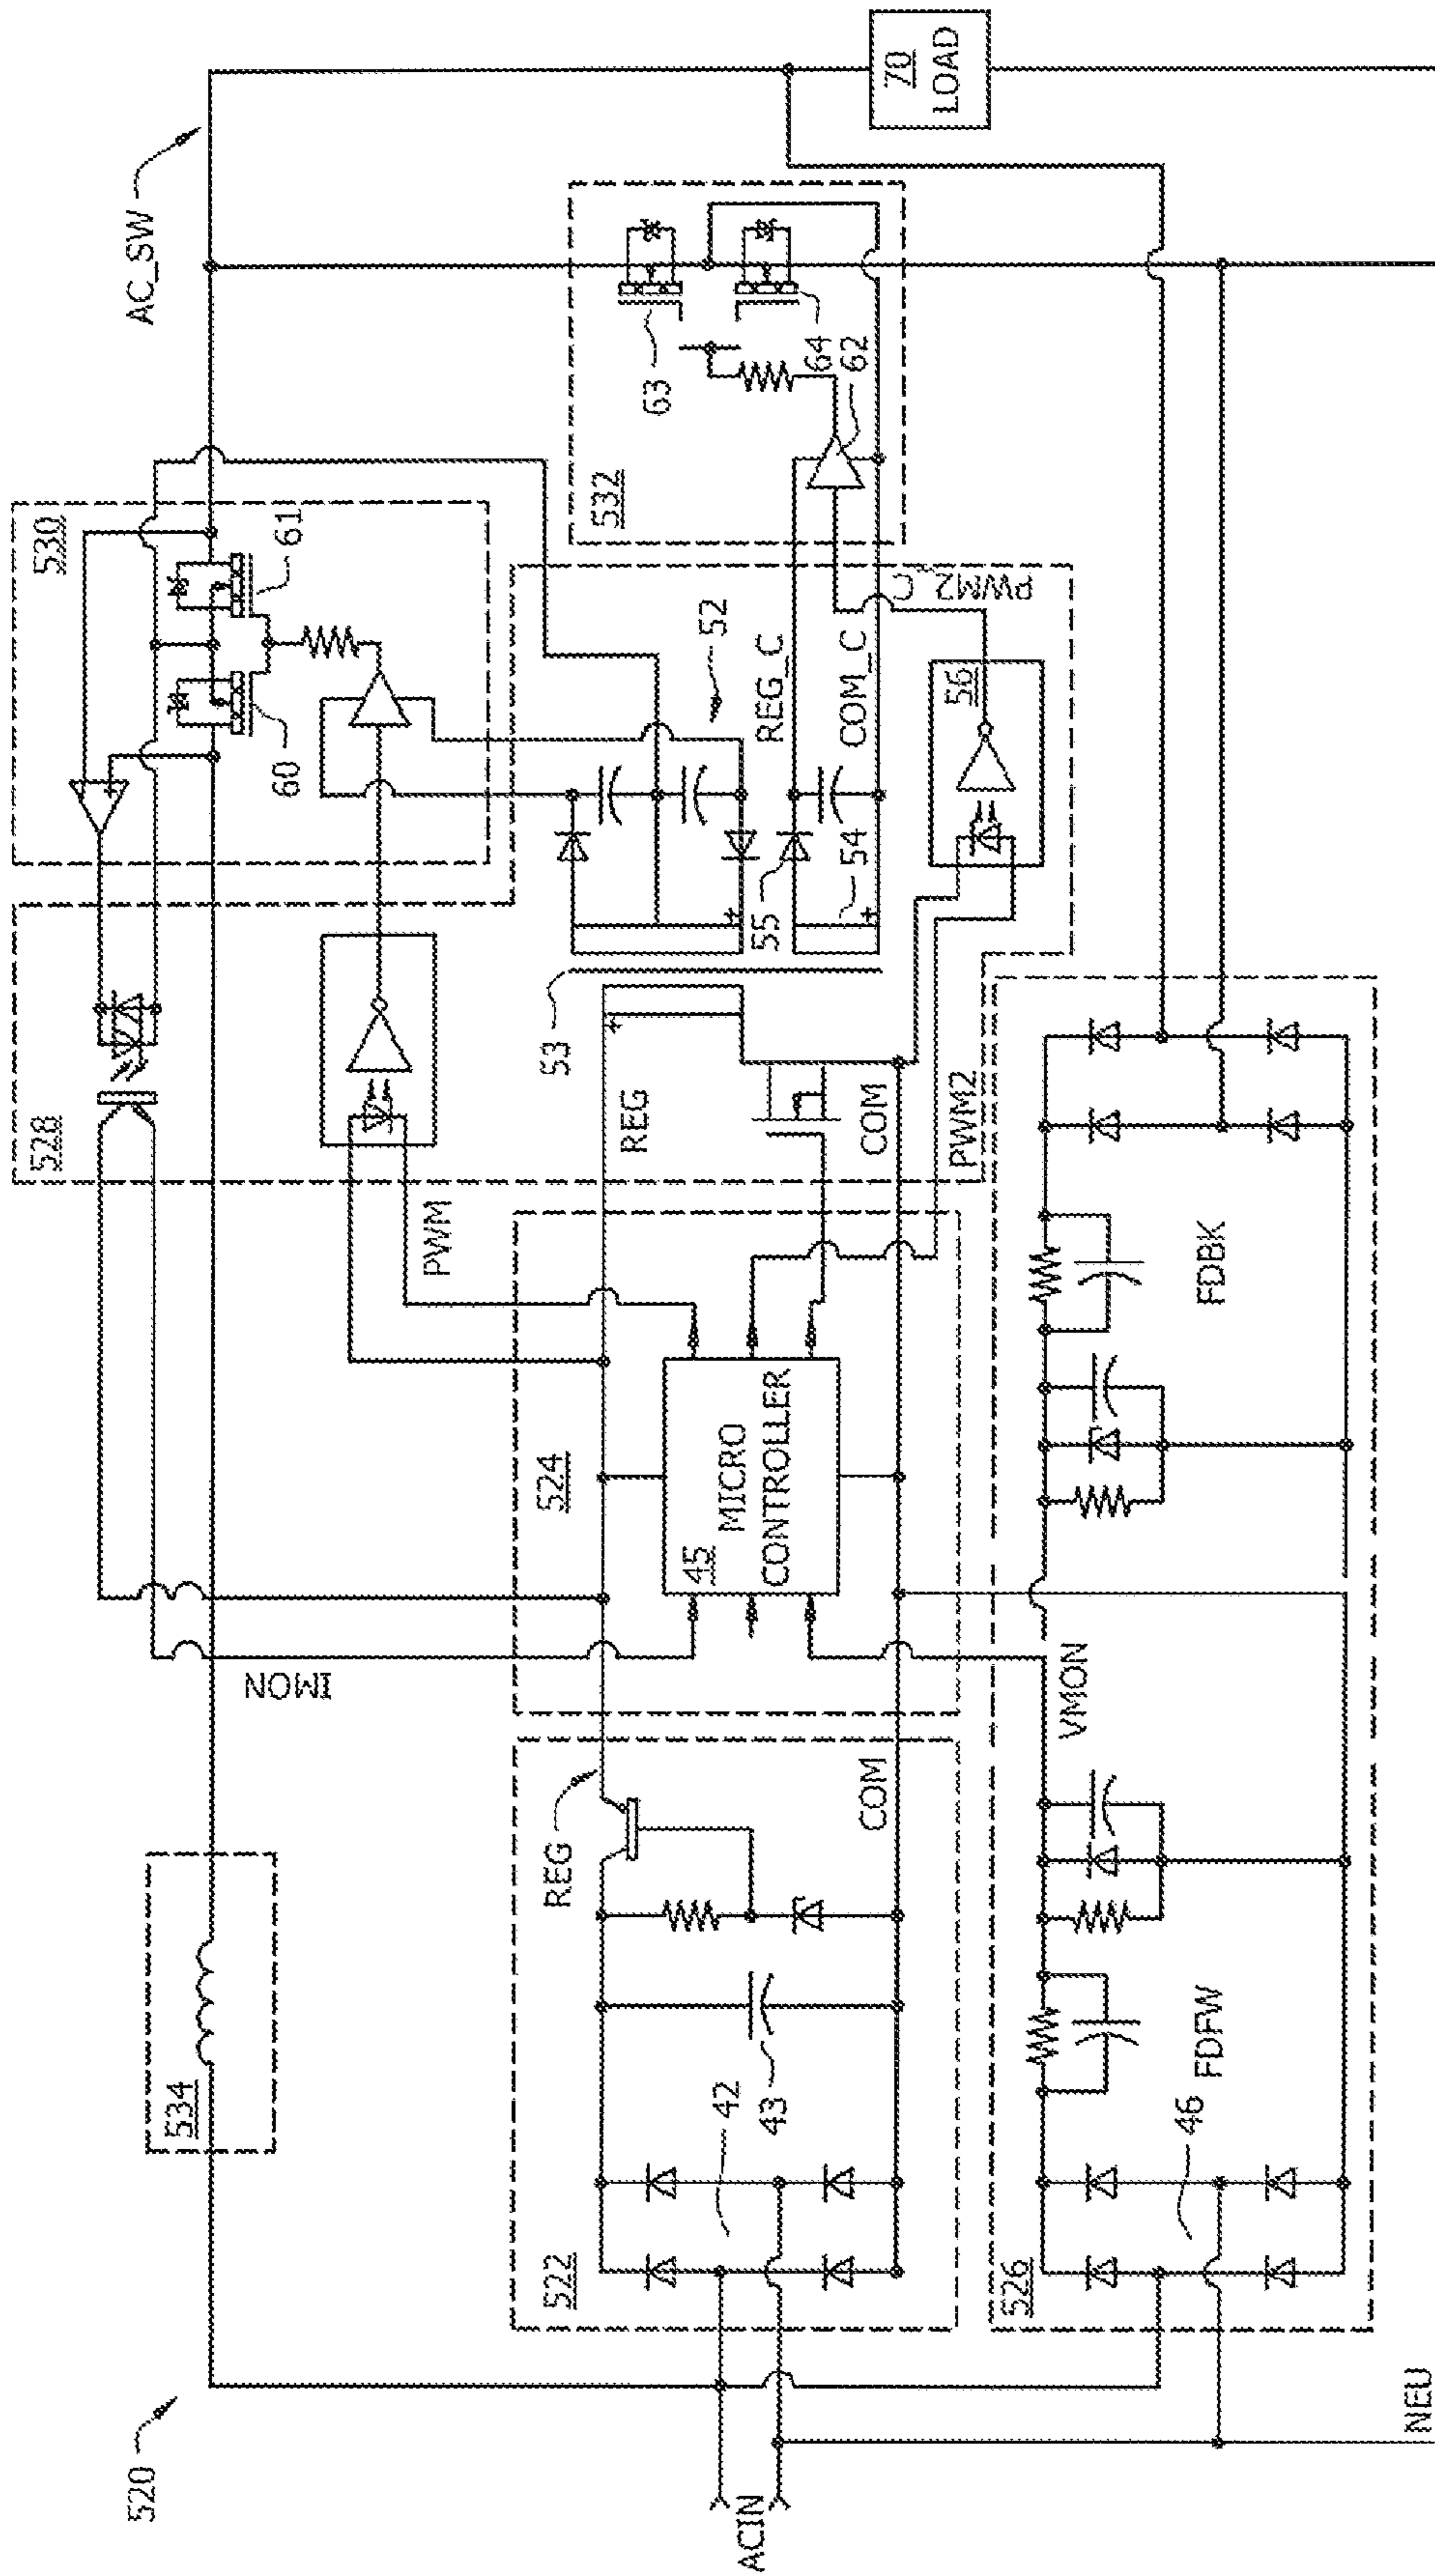 520
ACIN
NEU
534
IMON
AC_SW
522
42
43
REG
COM
524
45
MICRO
CONTROLLER
PWM
528
530
60
61
REG
COM
PWM2
53
52
55
54
REG_C
COM_C
56
PWM2_C
532
63
64
62
70
LOAD
526
46
FDFW
VMON
FDBK